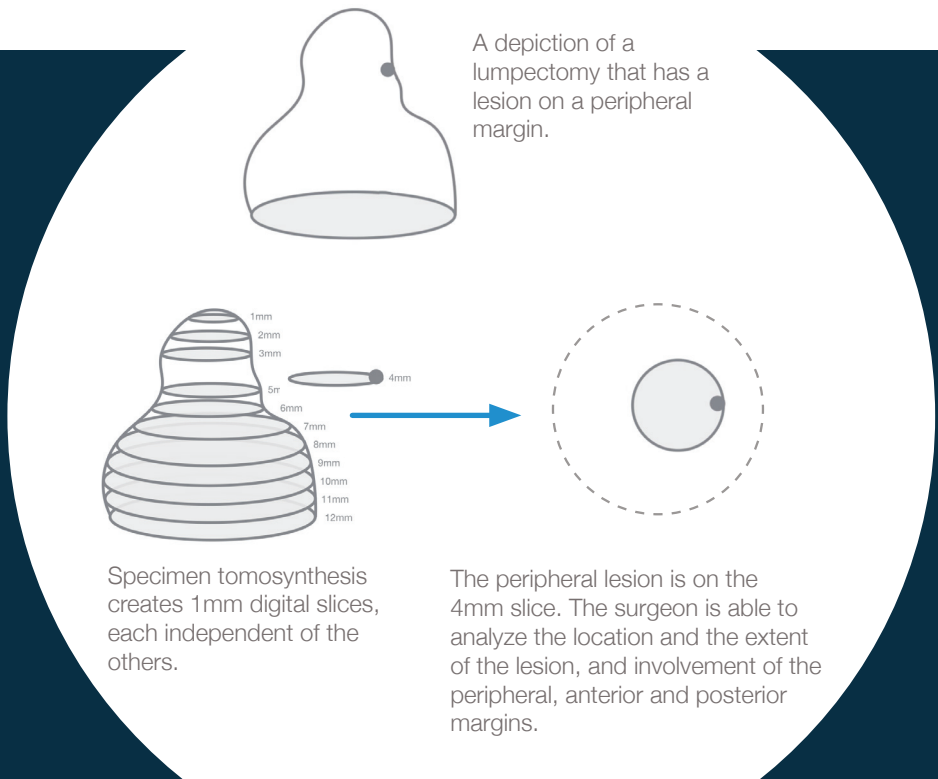 A depiction of a
lumpectomy that has a
lesion on a peripheral
margin.
1mm
2mm
3mm
4mm
5m
6mm
7mm
8mm
9mm
10mm
11mm
12mm
Specimen tomosynthesis
creates 1mm digital slices,
each independent of the
others.
The peripheral lesion is on the
4mm slice. The surgeon is able to
analyze the location and the extent
of the lesion, and involvement of the
peripheral, anterior and posterior
margins.